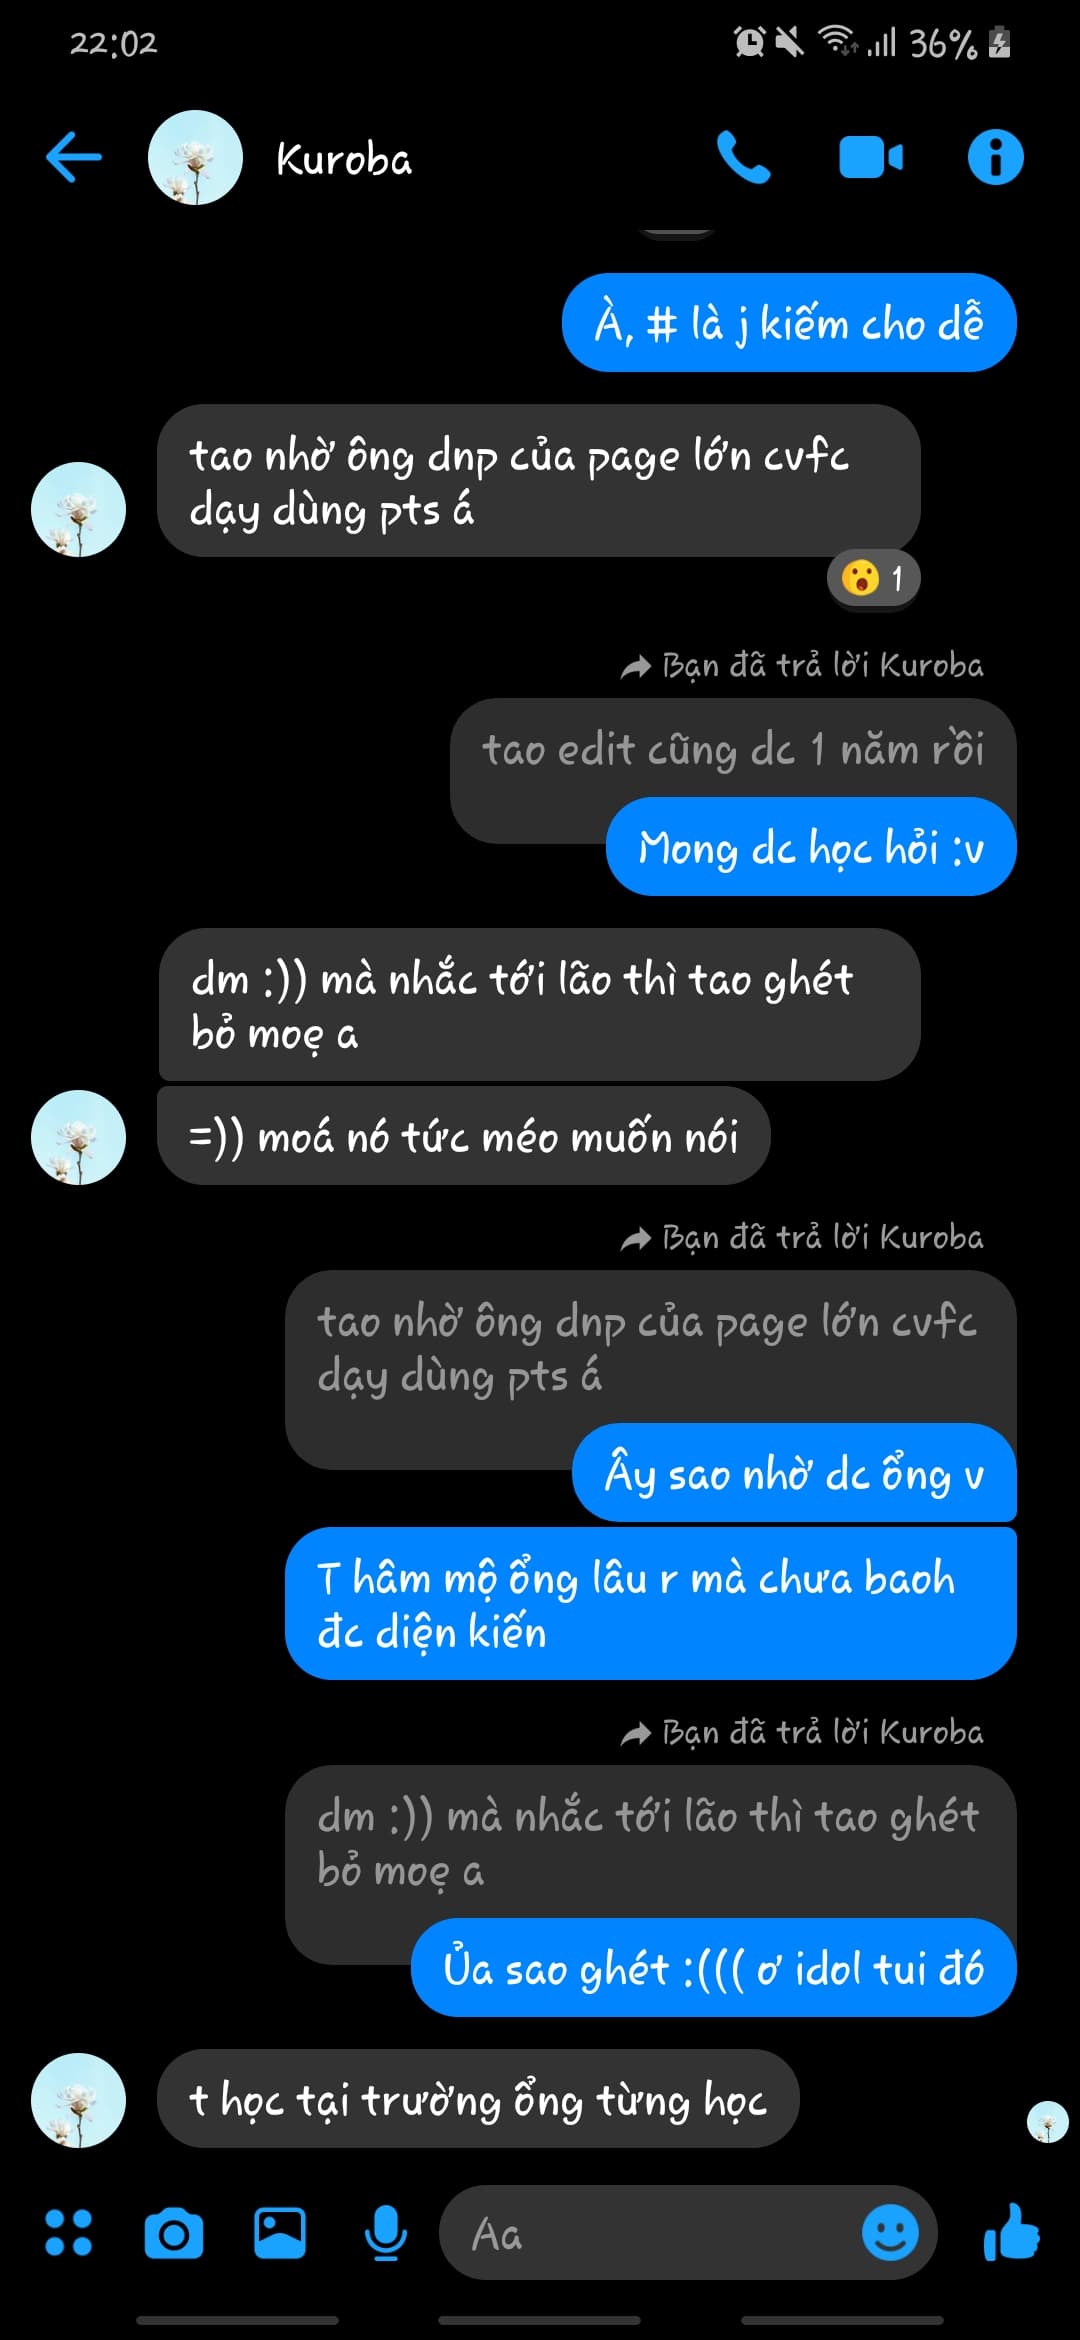 22:02
36%
Kuroba
À, # là j kiếm cho dễ
tao nhờ ông dnp của page lớn cvfc
dạy dùng pts á
1
Bạn đã trả lời Kuroba
tao edit cũng dc 1 năm rồi
Mong dc học hỏi :v
dm :)) mà nhắc tới lão thì tao ghét
bỏ moẹ a
=)) moá nó tức méo muốn nói
Bạn đã trả lời Kuroba
tao nhờ ông dnp của page lớn cvfc
dạy dùng pts á
Ây sao nhờ dc ổng v
T hâm mộ ổng lâu r mà chưa baoh
đc diện kiến
Bạn đã trả lời Kuroba
dm :)) mà nhắc tới lão thì tao ghét
bỏ moẹ a
Ủa sao ghét :((( ơ idol tui đó
t học tại trường ổng từng học
Aa